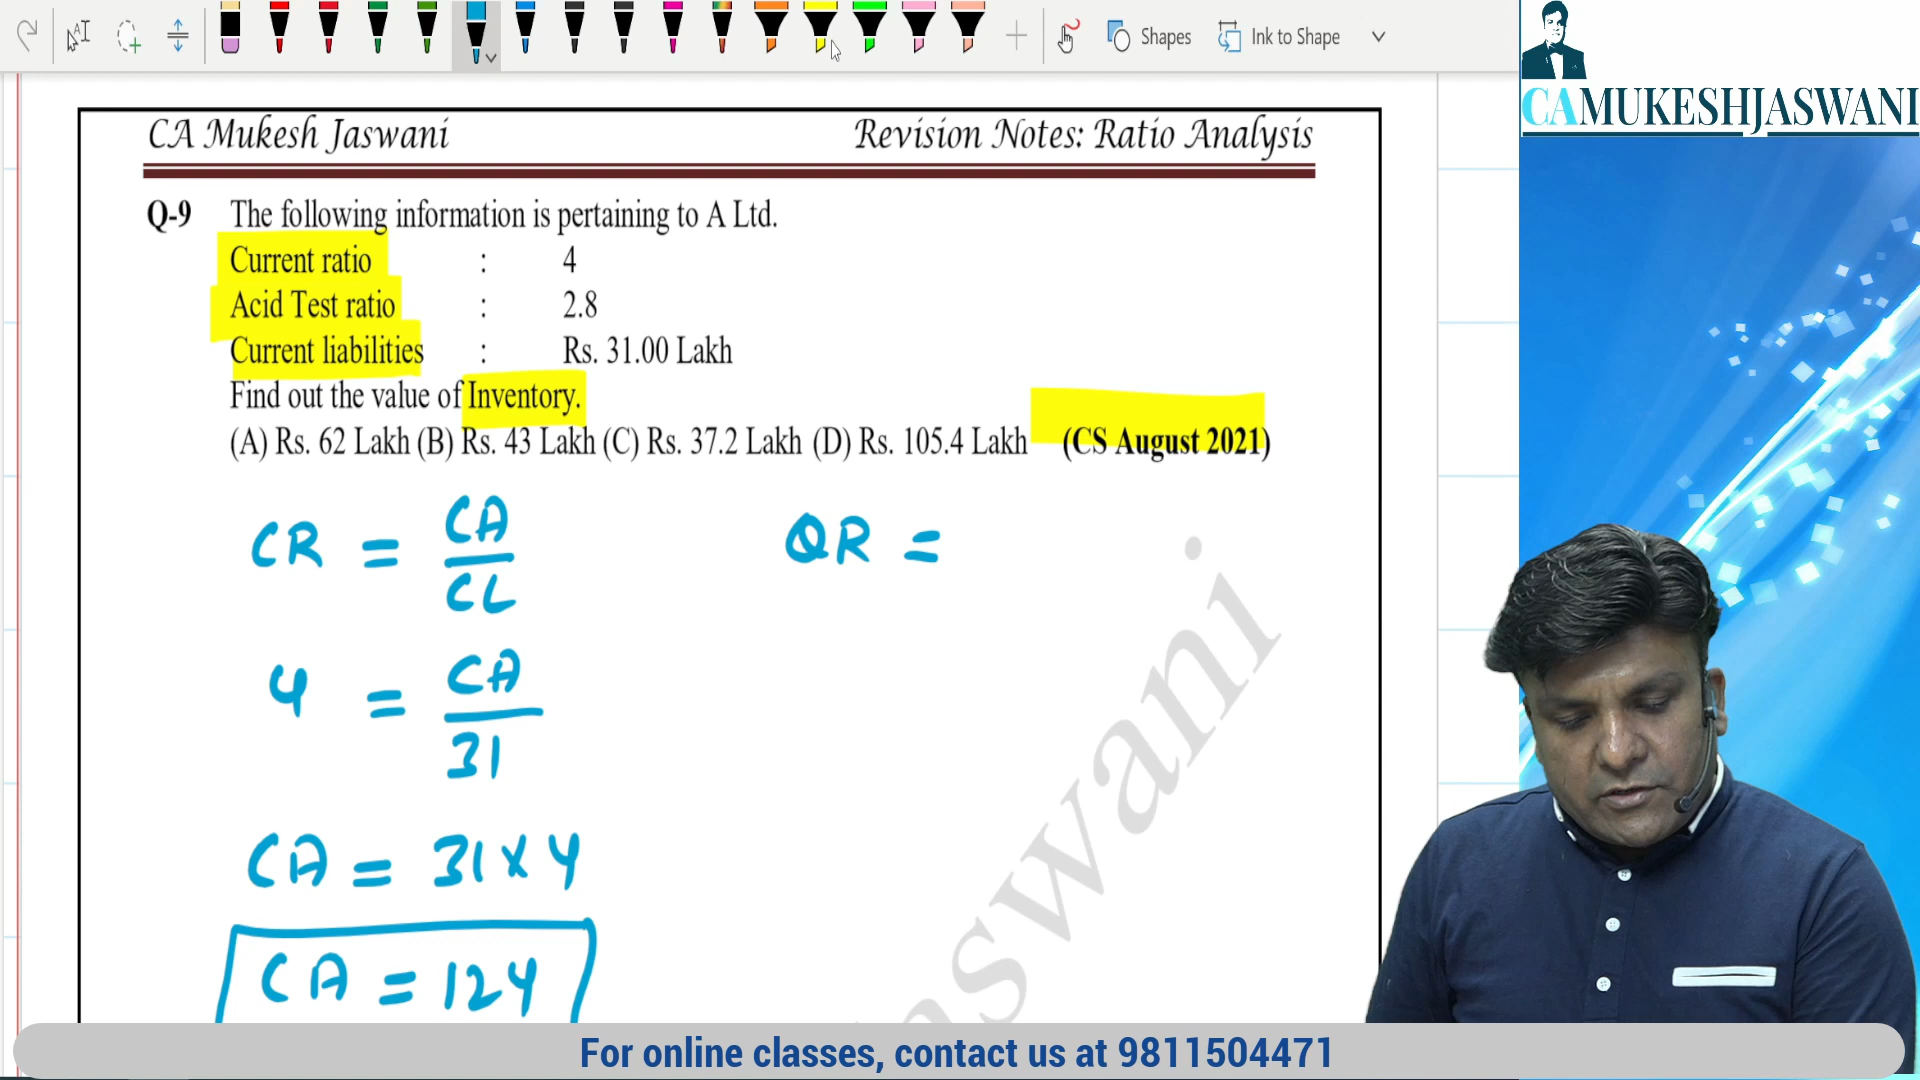 Shapes
Ink to Shape
CAMUKESHJASWANI
CA Mukesh Jaswani
Revision Notes: Ratio Analysis
Q-9 The following information is pertaining to A Ltd.
Current ratio : 4
Acid Test ratio : 2.8
Current liabilities : Rs. 31.00 Lakh
Find out the value of Inventory.
(A) Rs. 62 Lakh (B) Rs. 43 Lakh (C) Rs. 37.2 Lakh (D) Rs. 105.4 Lakh (CS August 2021)
CR = CA
CL
QR =
4 = CA
31
CA = 31 x 4
CA = 124
aswani
For online classes, contact us at 9811504471